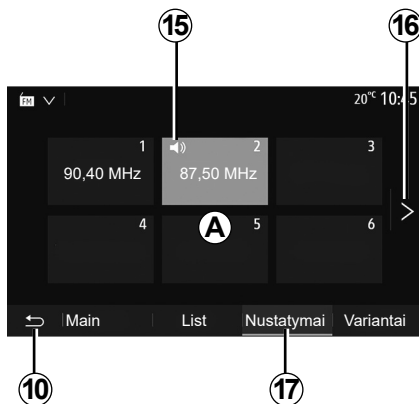 15 16
FM 20°C 10:45
1 2 3
90,40 MHz 87,50 MHz
4 A 5 6
Main List Nustatymai Variantai
10 17